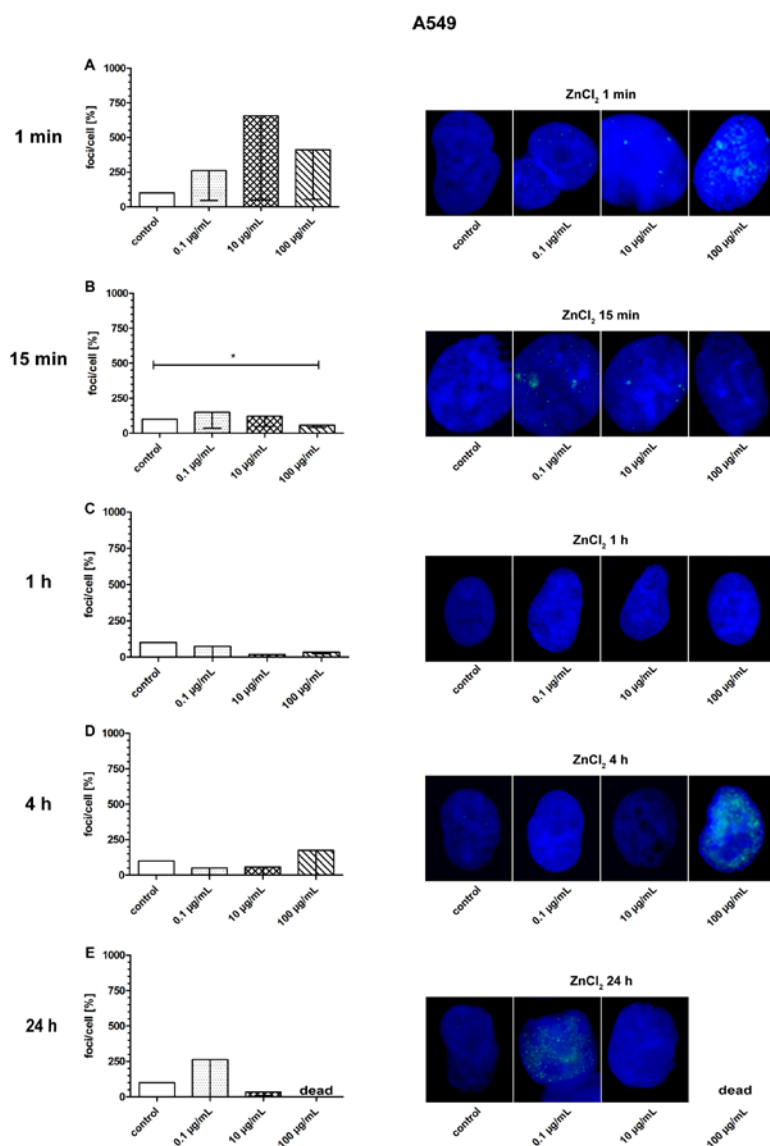 A549
1 min
A
foci/cell [%]
1000
750
500
250
0
control
0.1 µg/mL
10 µg/mL
100 µg/mL
ZnCl₂ 1 min
control
0.1 µg/mL
10 µg/mL
100 µg/mL
15 min
B
foci/cell [%]
1000
750
500
250
0
*
control
0.1 µg/mL
10 µg/mL
100 µg/mL
ZnCl₂ 15 min
control
0.1 µg/mL
10 µg/mL
100 µg/mL
1 h
C
foci/cell [%]
1000
750
500
250
0
control
0.1 µg/mL
10 µg/mL
100 µg/mL
ZnCl₂ 1 h
control
0.1 µg/mL
10 µg/mL
100 µg/mL
4 h
D
foci/cell [%]
1000
750
500
250
0
control
0.1 µg/mL
10 µg/mL
100 µg/mL
ZnCl₂ 4 h
control
0.1 µg/mL
10 µg/mL
100 µg/mL
24 h
E
foci/cell [%]
1000
750
500
250
0
dead
control
0.1 µg/mL
10 µg/mL
100 µg/mL
ZnCl₂ 24 h
dead
control
0.1 µg/mL
10 µg/mL
100 µg/mL